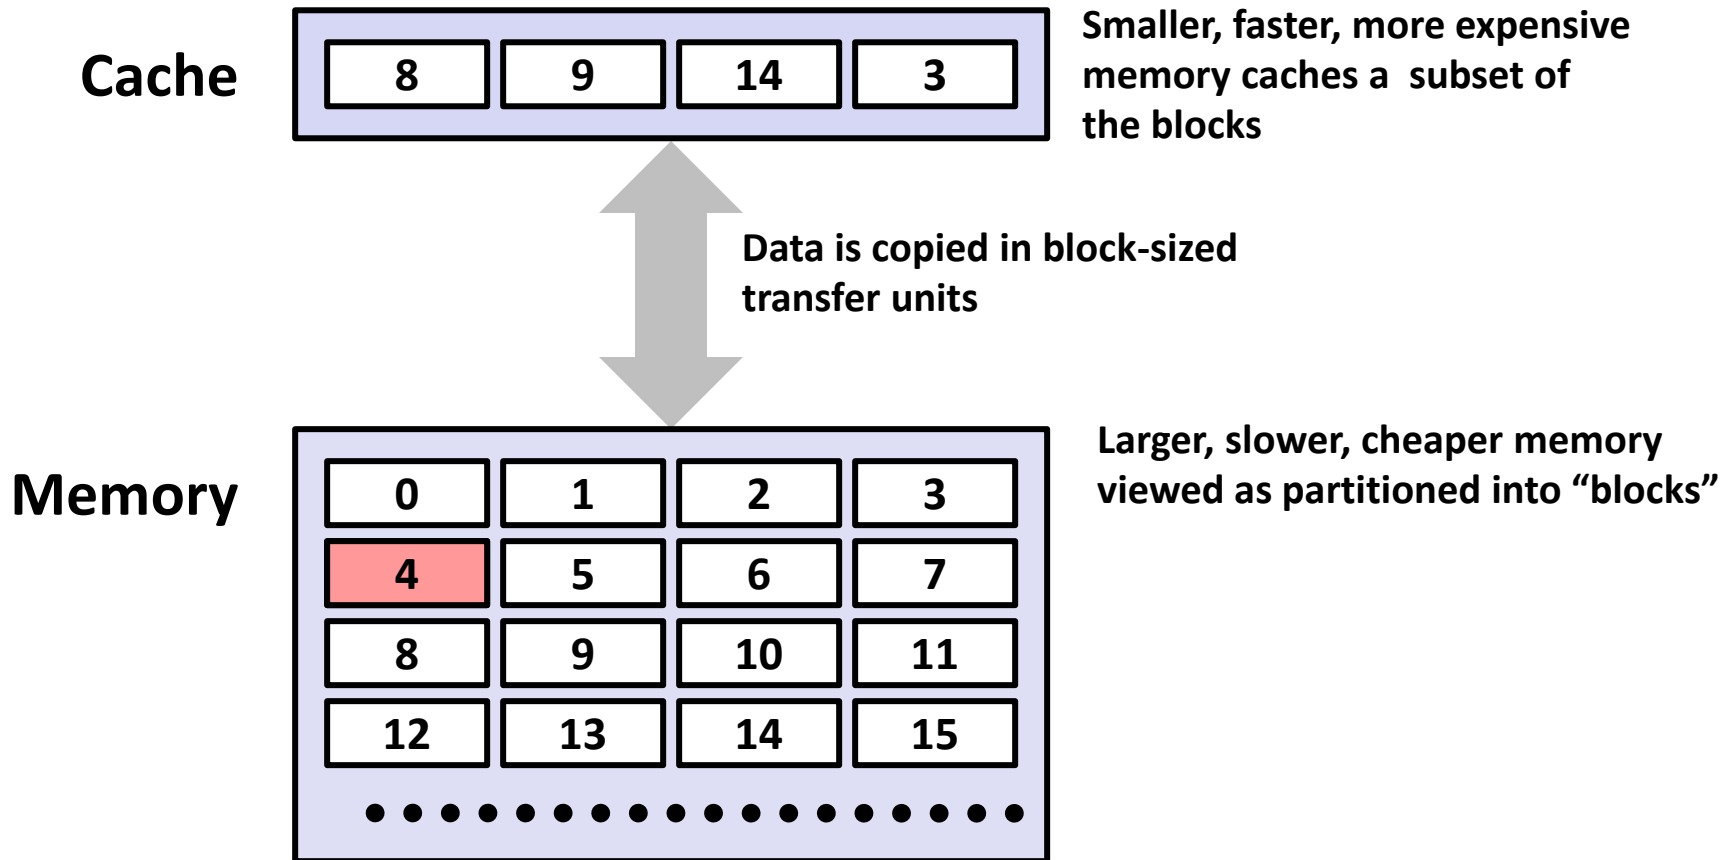 Cache
8 9 14 3
Smaller, faster, more expensive
memory caches a subset of
the blocks
Data is copied in block-sized
transfer units
Memory
0 1 2 3
4 5 6 7
8 9 10 11
12 13 14 15
Larger, slower, cheaper memory
viewed as partitioned into “blocks”